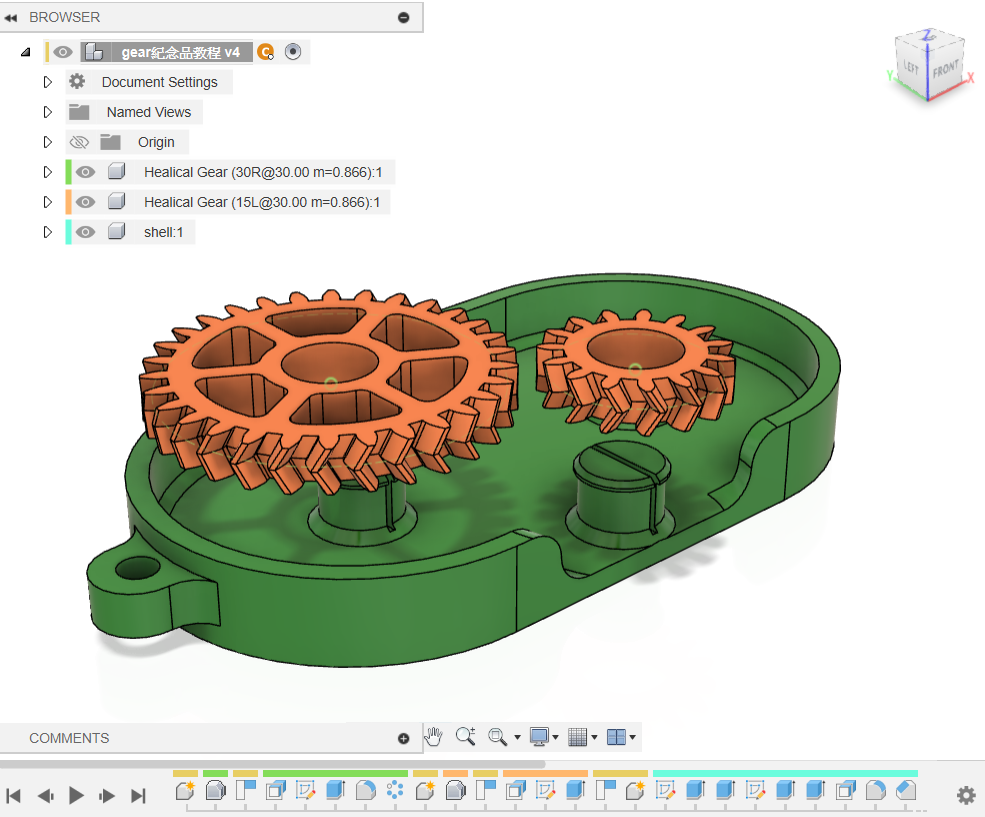 BROWSER
gear紀念品教程 v4
Document Settings
Named Views
Origin
Healical Gear (30R@30.00 m=0.866):1
Healical Gear (15L@30.00 m=0.866):1
shell:1
Z
LEFT
FRONT
Y
X
COMMENTS